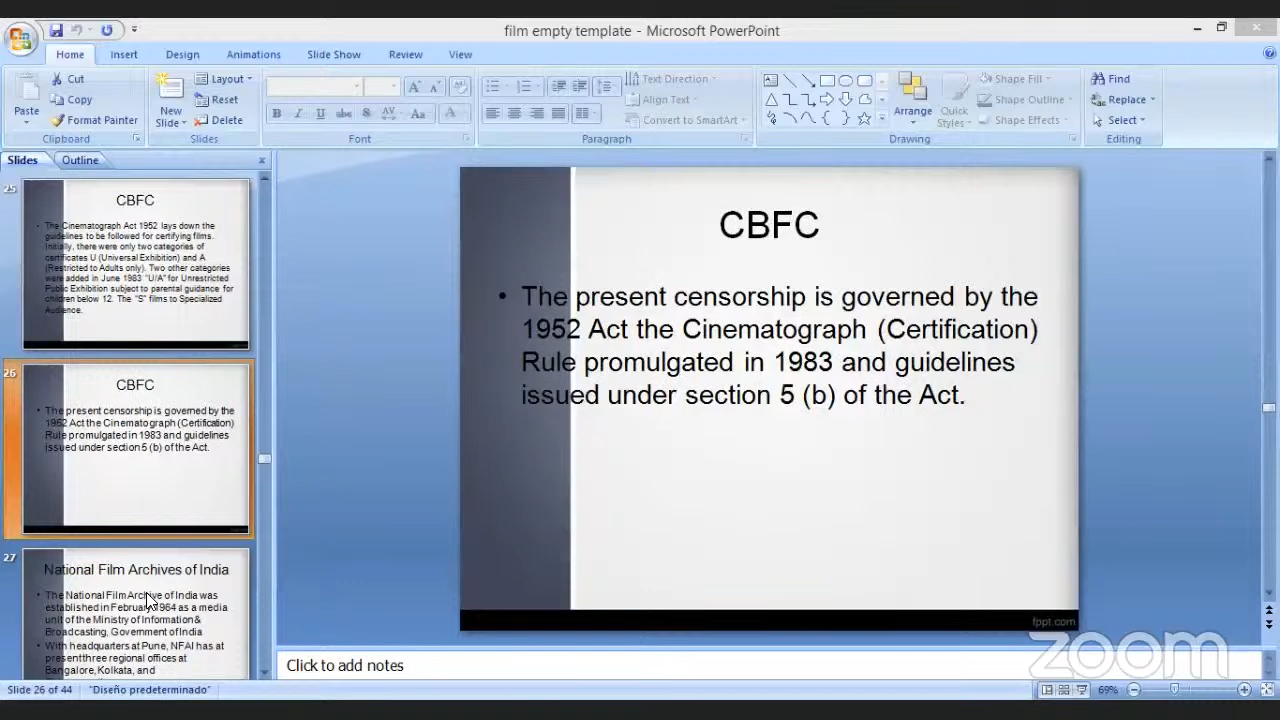 film empty template - Microsoft PowerPoint
Home Insert Design Animations Slide Show Review View
Paste
Cut
Copy
Format Painter
Clipboard
New Slide
Layout
Reset
Delete
Slides
B I U abc S AV Aa A
Font
Text Direction
Align Text
Convert to SmartArt
Paragraph
Arrange
Quick Styles
Shape Fill
Shape Outline
Shape Effects
Drawing
Find
Replace
Select
Editing
Slides Outline
25
CBFC
• The Cinematograph Act 1952 lays down the
guidelines to be followed for certifying films.
Initially, there were only two categories of
certificates U (Universal Exhibition) and A
(Restricted to Adults only). Two other categories
were added in June 1983 "U/A" for Unrestricted
Public Exhibition subject to parental guidance for
children below 12. The "S" films to Specialized
Audience.
26
CBFC
• The present censorship is governed by the
1952 Act the Cinematograph (Certification)
Rule promulgated in 1983 and guidelines
issued under section 5 (b) of the Act.
27
National Film Archives of India
• The National Film Archive of India was
established in February 1964 as a media
unit of the Ministry of Information &
Broadcasting, Government of India
• With headquarters at Pune, NFAI has at
present three regional offices at
Bangalore, Kolkata, and
CBFC
• The present censorship is governed by the
1952 Act the Cinematograph (Certification)
Rule promulgated in 1983 and guidelines
issued under section 5 (b) of the Act.
fppt.com
Click to add notes
zoom
Slide 26 of 44 "Diseño predeterminado" 69%